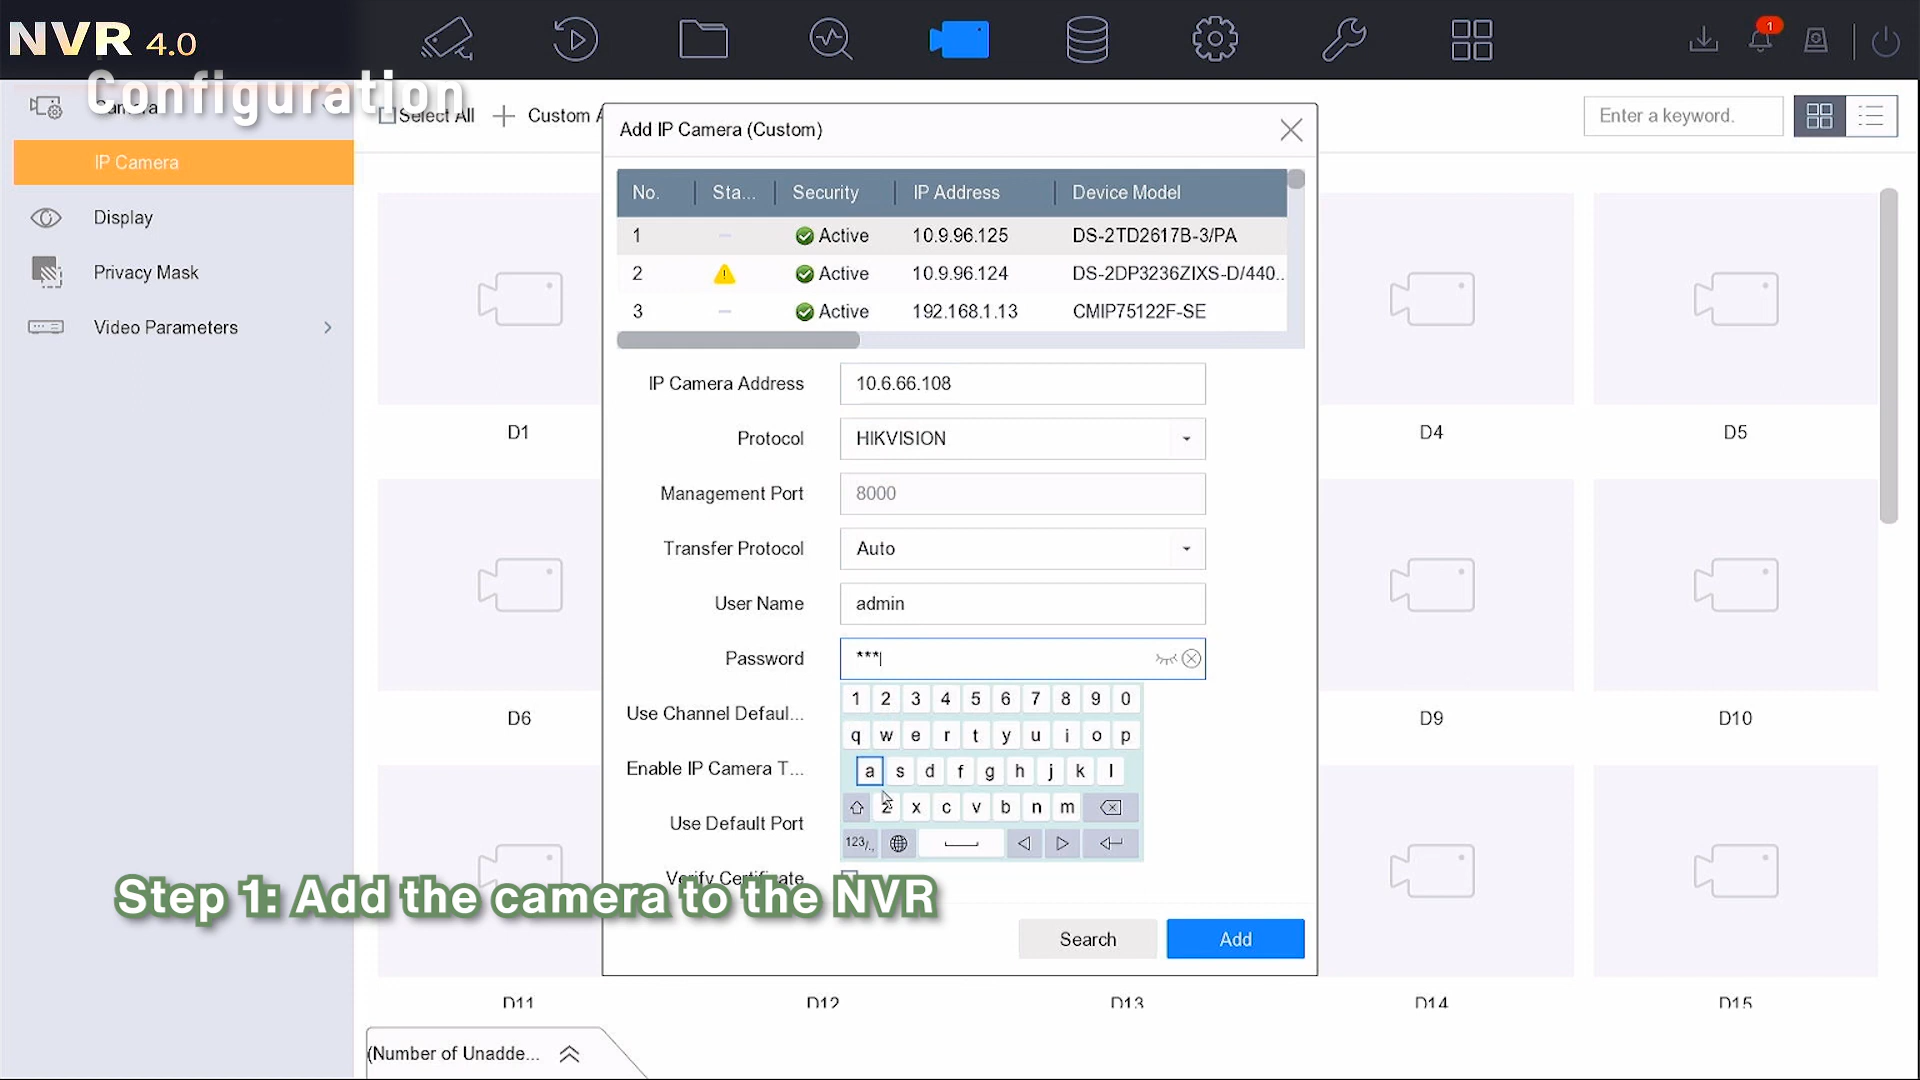 NVR 4.0
1
Configuration
Select All
Custom A
Enter a keyword.
IP Camera
Display
Privacy Mask
Video Parameters
Add IP Camera (Custom)
No. Sta... Security IP Address Device Model
1 – Active 10.9.96.125 DS-2TD2617B-3/PA
2 Active 10.9.96.124 DS-2DP3236ZIXS-D/440..
3 – Active 192.168.1.13 CMIP75122F-SE
IP Camera Address 10.6.66.108
Protocol HIKVISION
Management Port 8000
Transfer Protocol Auto
User Name admin
Password ***
Use Channel Defaul...
Enable IP Camera T...
Use Default Port
Verify Certificate
1 2 3 4 5 6 7 8 9 0
q w e r t y u i o p
a s d f g h j k l
z x c v b n m
123/.,
Search Add
D1 D4 D5
D6 D9 D10
D11 D12 D13 D14 D15
Step 1: Add the camera to the NVR
(Number of Unadde...